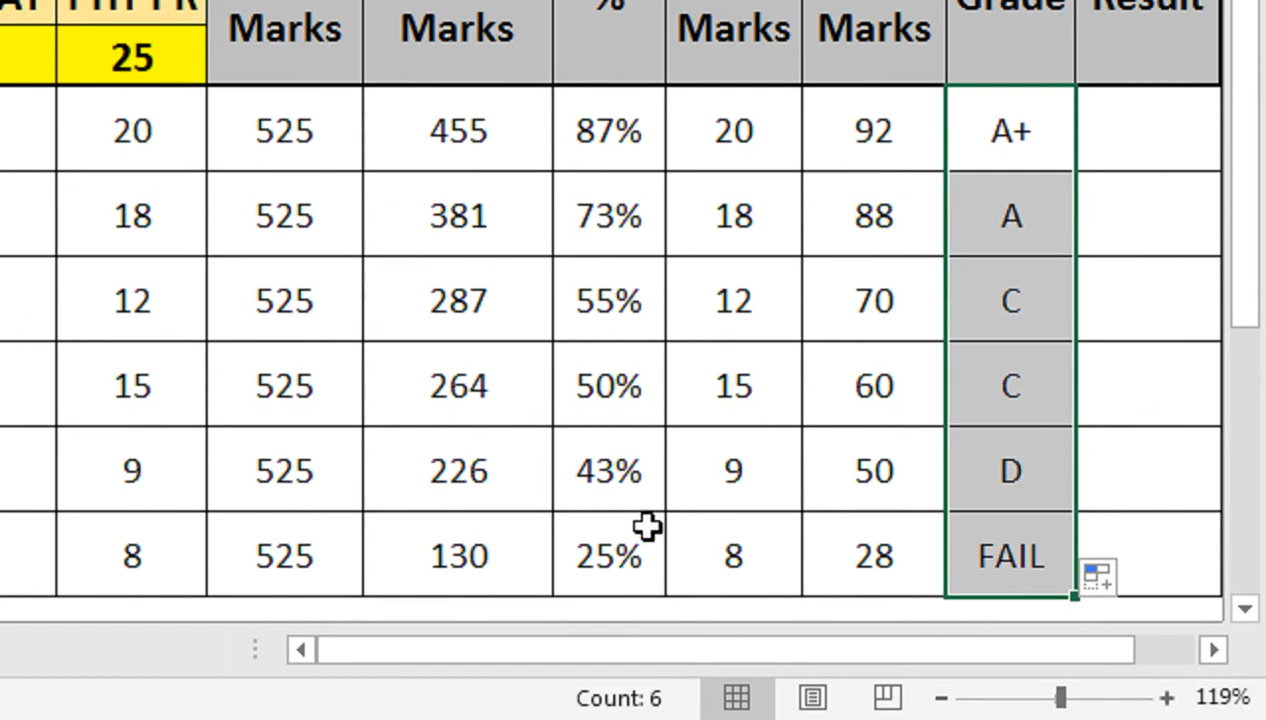 %
Grade
Result
Marks
Marks
Marks
Marks
25
20 525 455 87% 20 92 A+
18 525 381 73% 18 88 A
12 525 287 55% 12 70 C
15 525 264 50% 15 60 C
9 525 226 43% 9 50 D
8 525 130 25% 8 28 FAIL
Count: 6
119%